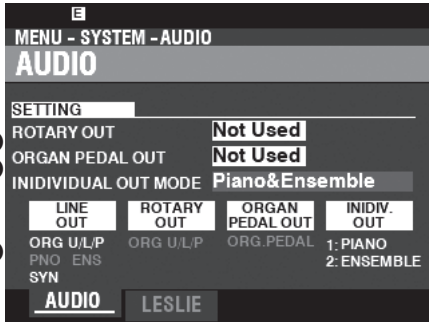 E
MENU - SYSTEM - AUDIO
AUDIO
SETTING
ROTARY OUT Not Used
ORGAN PEDAL OUT Not Used
INIDIVIDUAL OUT MODE Piano&Ensemble
LINE OUT ROTARY OUT ORGAN PEDAL OUT INIDIV. OUT
ORG U/L/P ORG U/L/P ORG.PEDAL 1: PIANO
PNO ENS 2: ENSEMBLE
SYN
AUDIO LESLIE